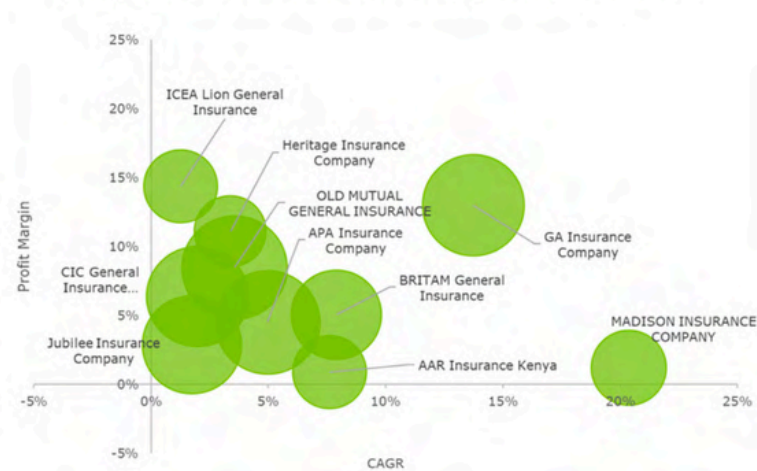 25%
20%
15%
10%
5%
0%
-5%
Profit Margin
ICEA Lion General
Insurance
Heritage Insurance
Company
OLD MUTUAL
GENERAL INSURANCE
APA Insurance
Company
GA Insurance
Company
CIC General
Insurance...
BRITAM General
Insurance
MADISON INSURANCE
COMPANY
Jubilee Insurance
Company
AAR Insurance Kenya
-5%
0%
5%
10%
15%
20%
25%
CAGR